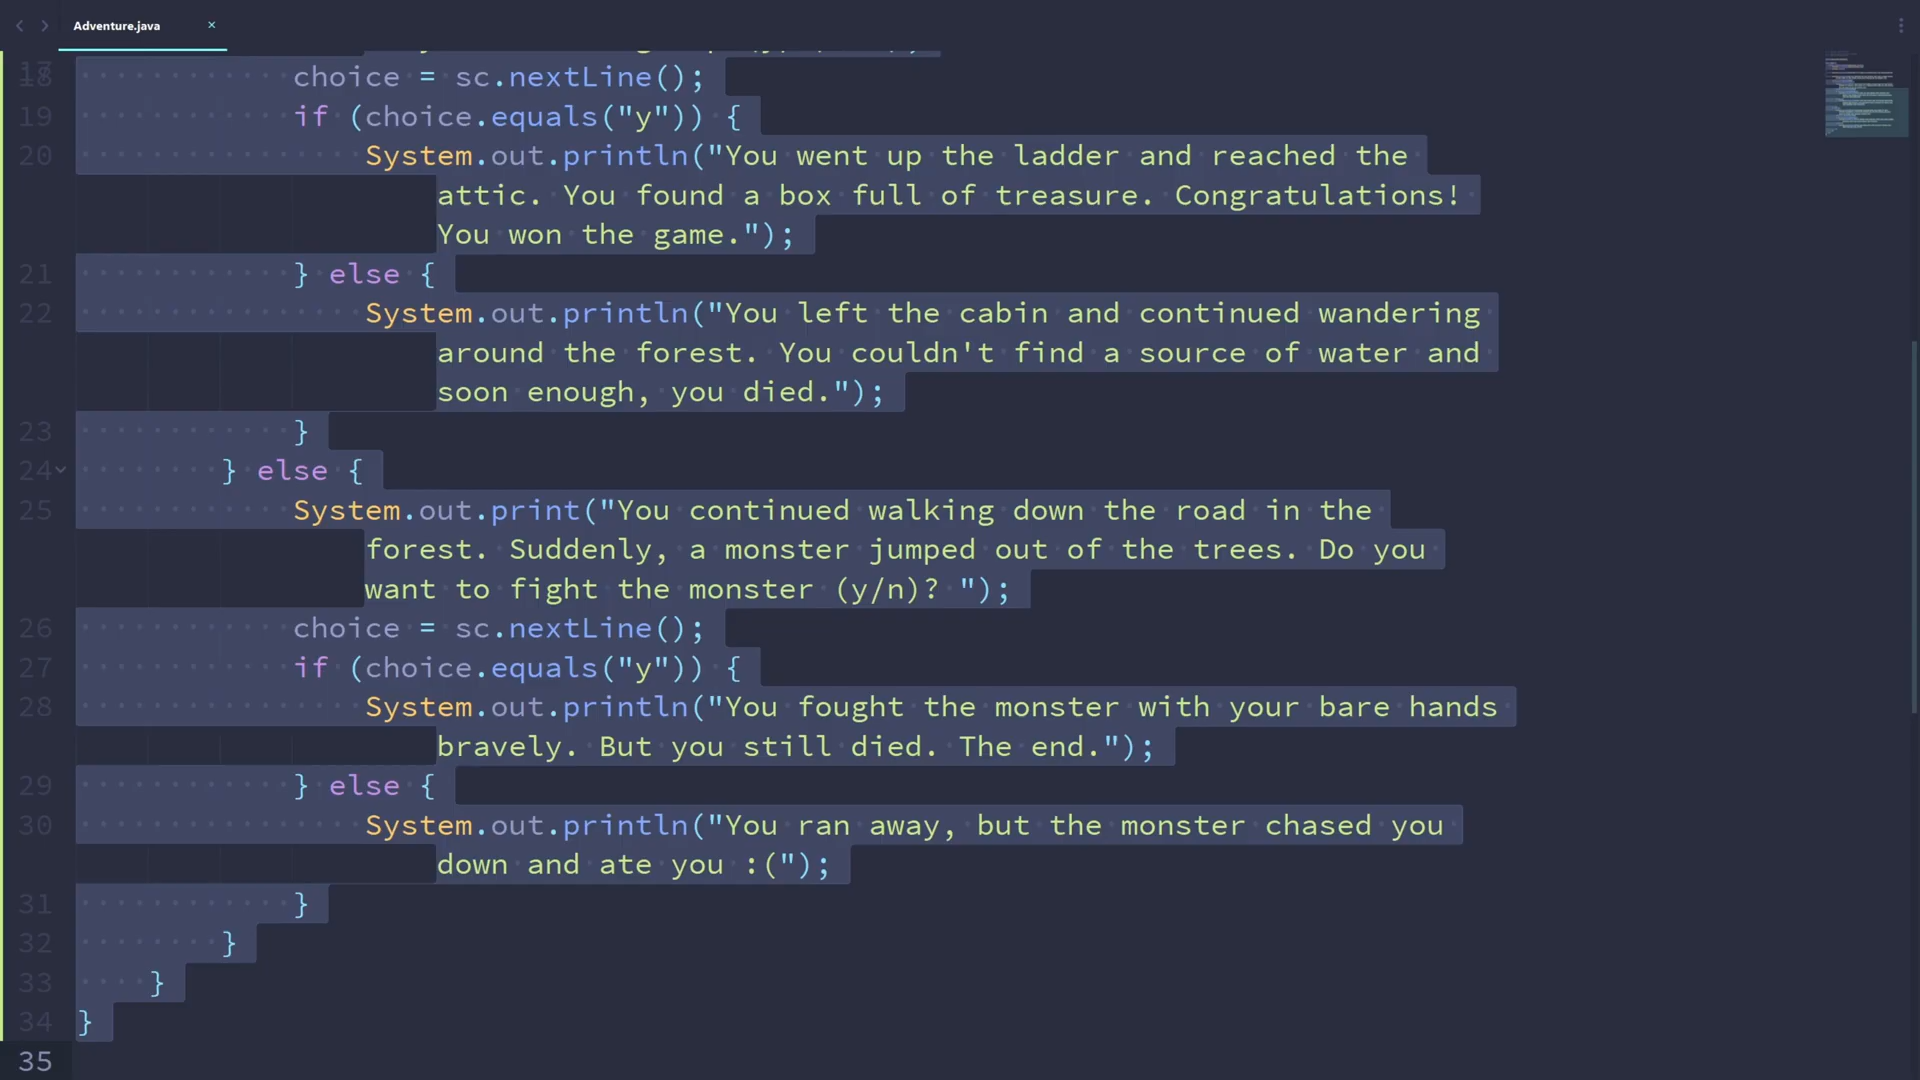 Adventure.java ×
18 choice = sc.nextLine();
19 if (choice.equals("y")) {
20 System.out.println("You went up the ladder and reached the
attic. You found a box full of treasure. Congratulations!
You won the game.");
21 } else {
22 System.out.println("You left the cabin and continued wandering
around the forest. You couldn't find a source of water and
soon enough, you died.");
23 }
24 } else {
25 System.out.print("You continued walking down the road in the
forest. Suddenly, a monster jumped out of the trees. Do you
want to fight the monster (y/n)? ");
26 choice = sc.nextLine();
27 if (choice.equals("y")) {
28 System.out.println("You fought the monster with your bare hands
bravely. But you still died. The end.");
29 } else {
30 System.out.println("You ran away, but the monster chased you
down and ate you :(");
31 }
32 }
33 }
34 }
35